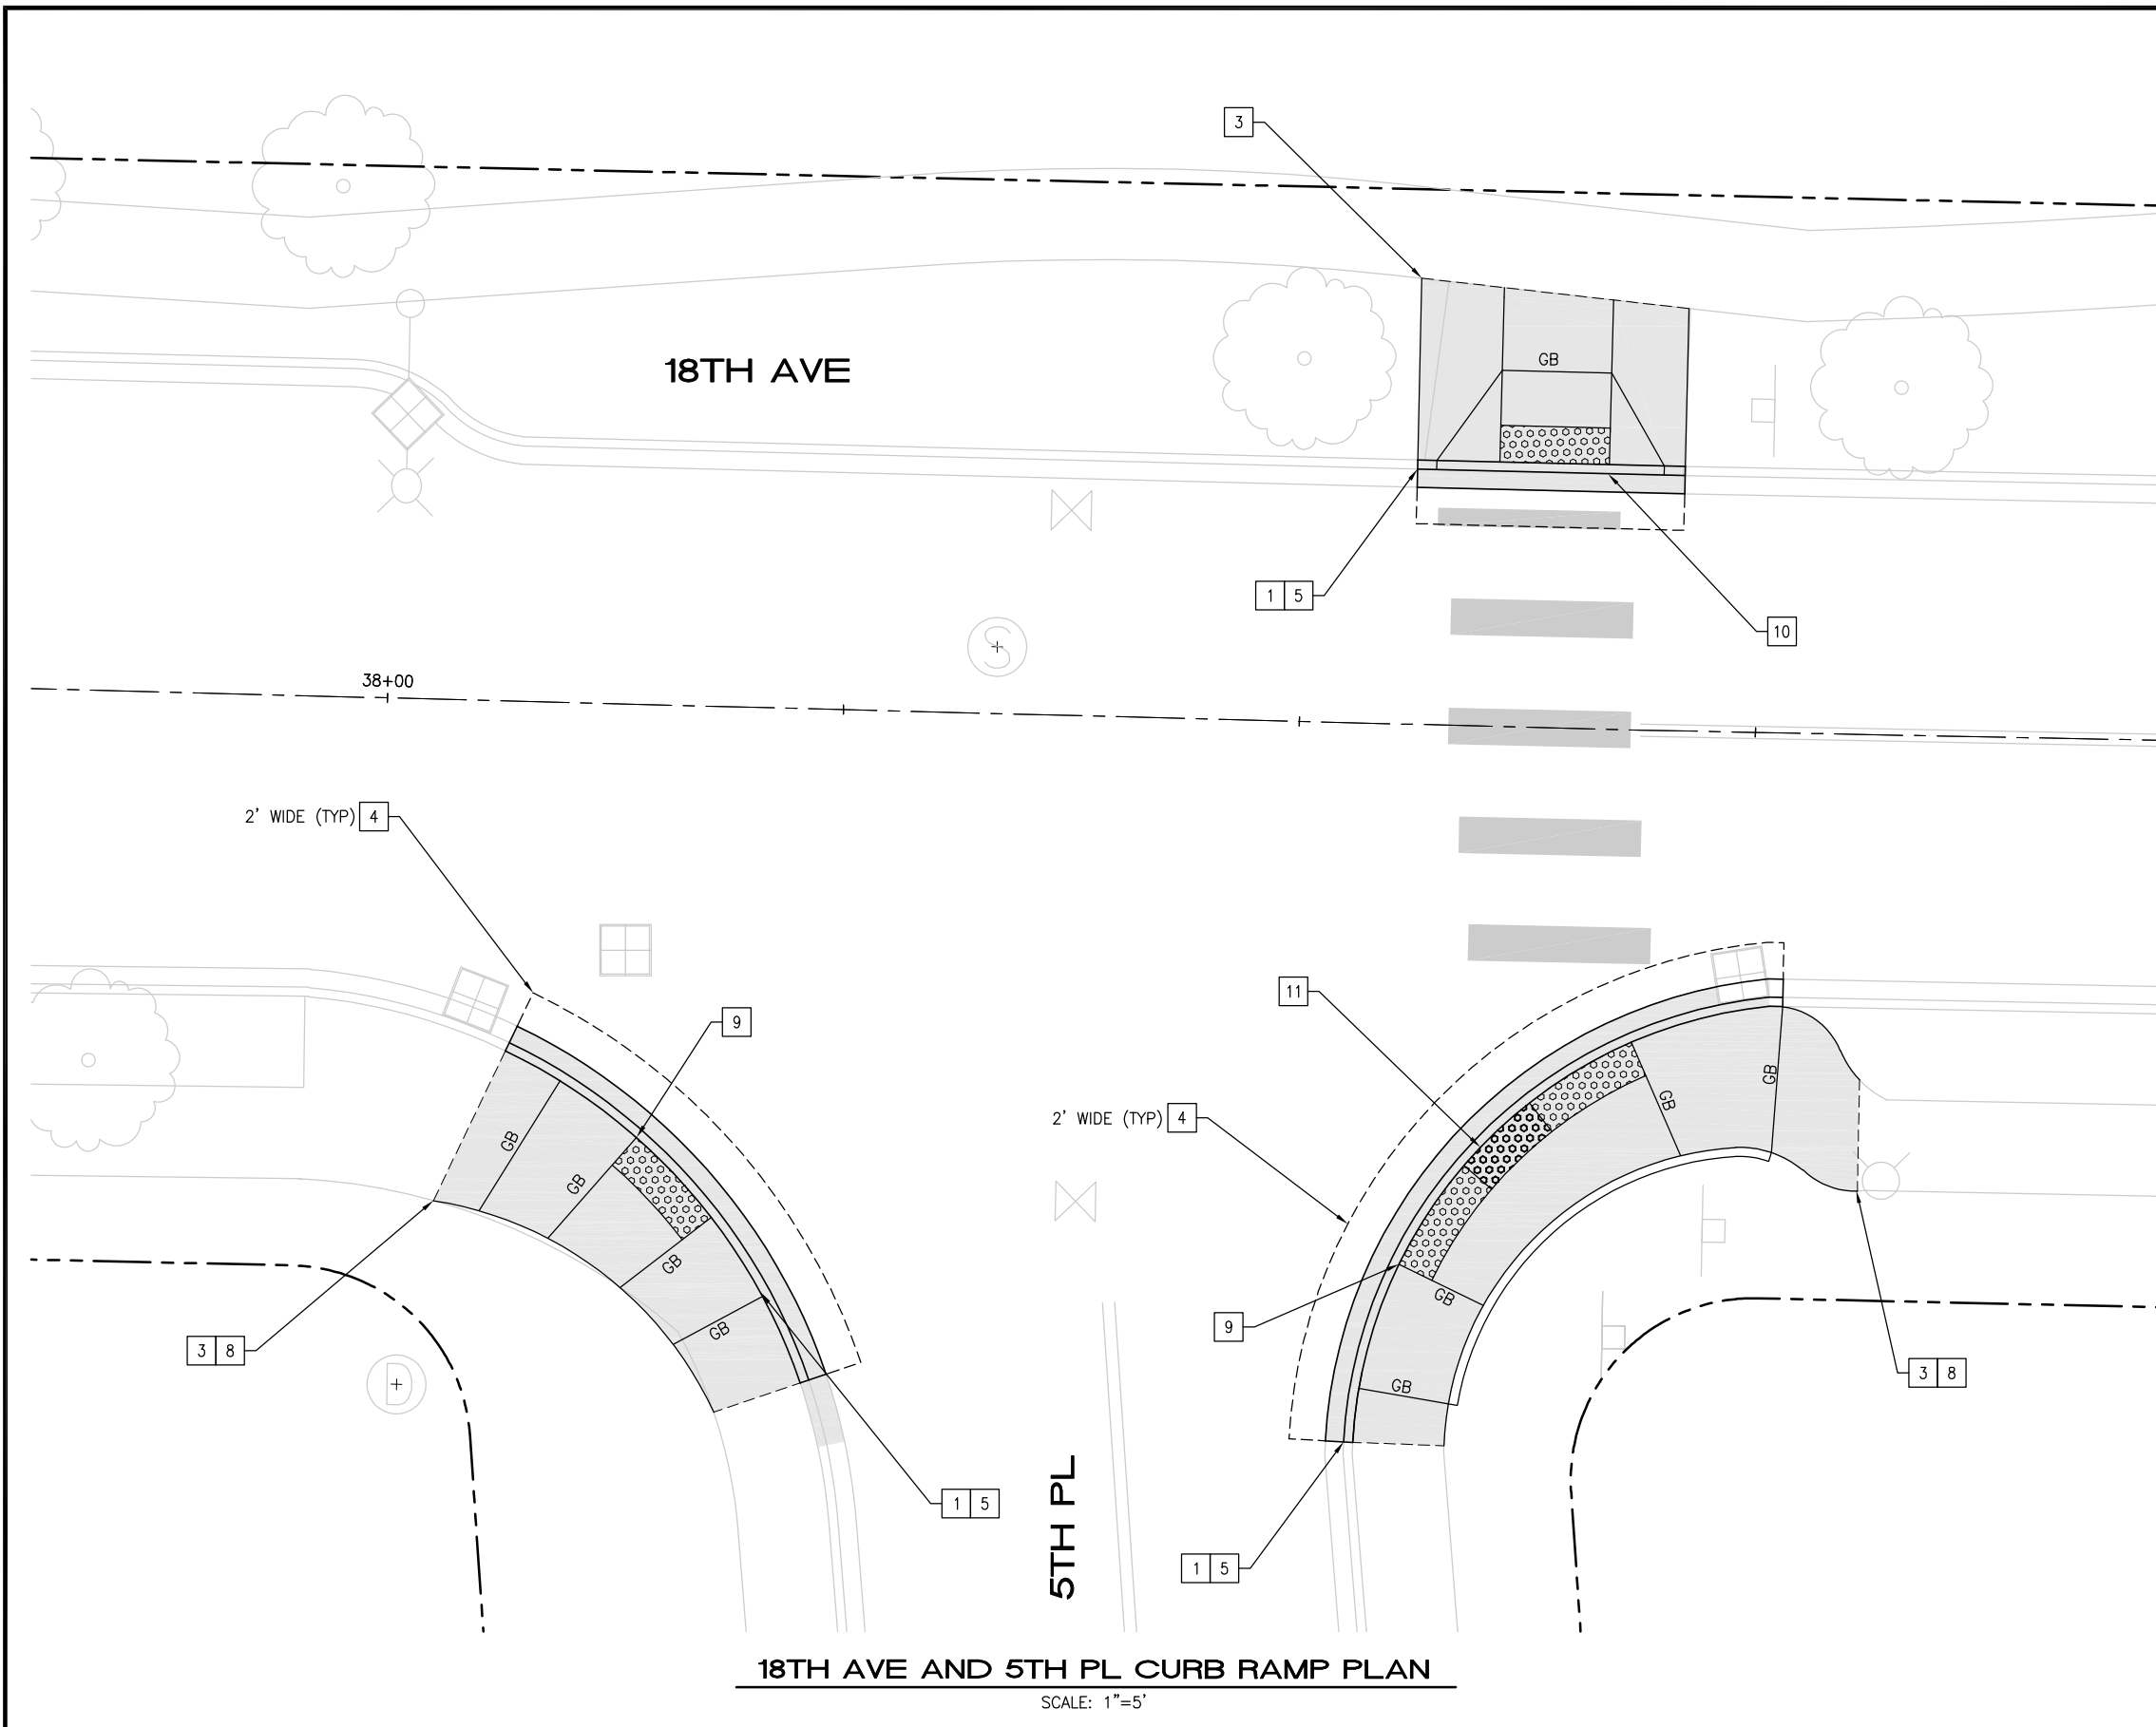 3
GB
18TH AVE
1 5
10
S
38+00
2' WIDE (TYP) 4
9
11
GB
GB
2' WIDE (TYP) 4
GB
GB
GB
GB
GB
9
3 8
D
GB
3 8
1 5
5TH PL
1 5
18TH AVE AND 5TH PL CURB RAMP PLAN
SCALE: 1"=5'